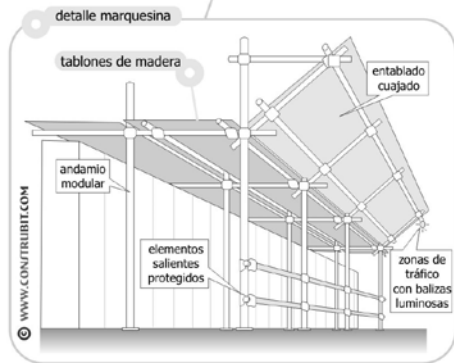 detalle marquesina
tablones de madera
entablado
cuajado
andamio
modular
elementos
salientes
protegidos
zonas de
tráfico
con balizas
luminosas
© WWW.CONSTRUBIT.COM